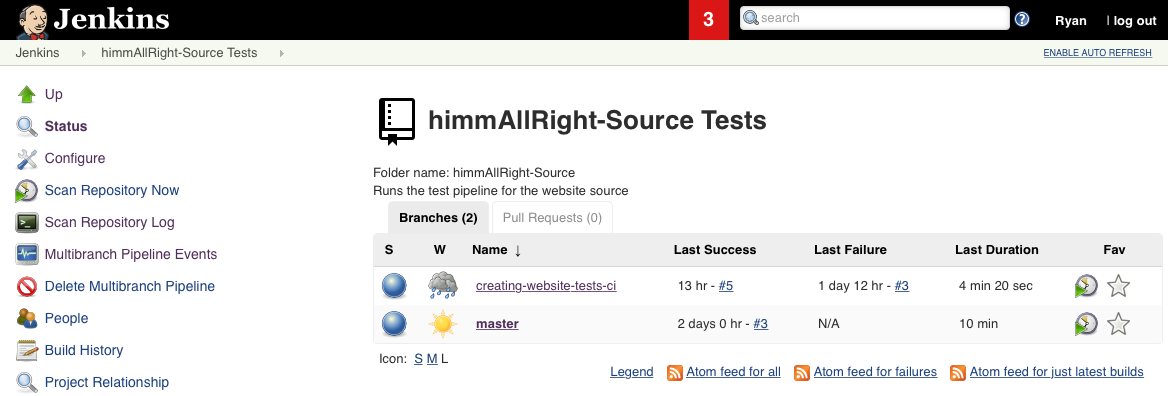 Jenkins
3
search
Ryan
| log out
Jenkins
himmAllRight-Source Tests
ENABLE AUTO REFRESH
Up
Status
Configure
Scan Repository Now
Scan Repository Log
Multibranch Pipeline Events
Delete Multibranch Pipeline
People
Build History
Project Relationship
himmAllRight-Source Tests
Folder name: himmAllRight-Source
Runs the test pipeline for the website source
Branches (2) Pull Requests (0)
S W Name ↓ Last Success Last Failure Last Duration Fav
creating-website-tests-ci 13 hr - #5 1 day 12 hr - #3 4 min 20 sec
master 2 days 0 hr - #3 N/A 10 min
Icon: S M L
Legend Atom feed for all Atom feed for failures Atom feed for just latest builds